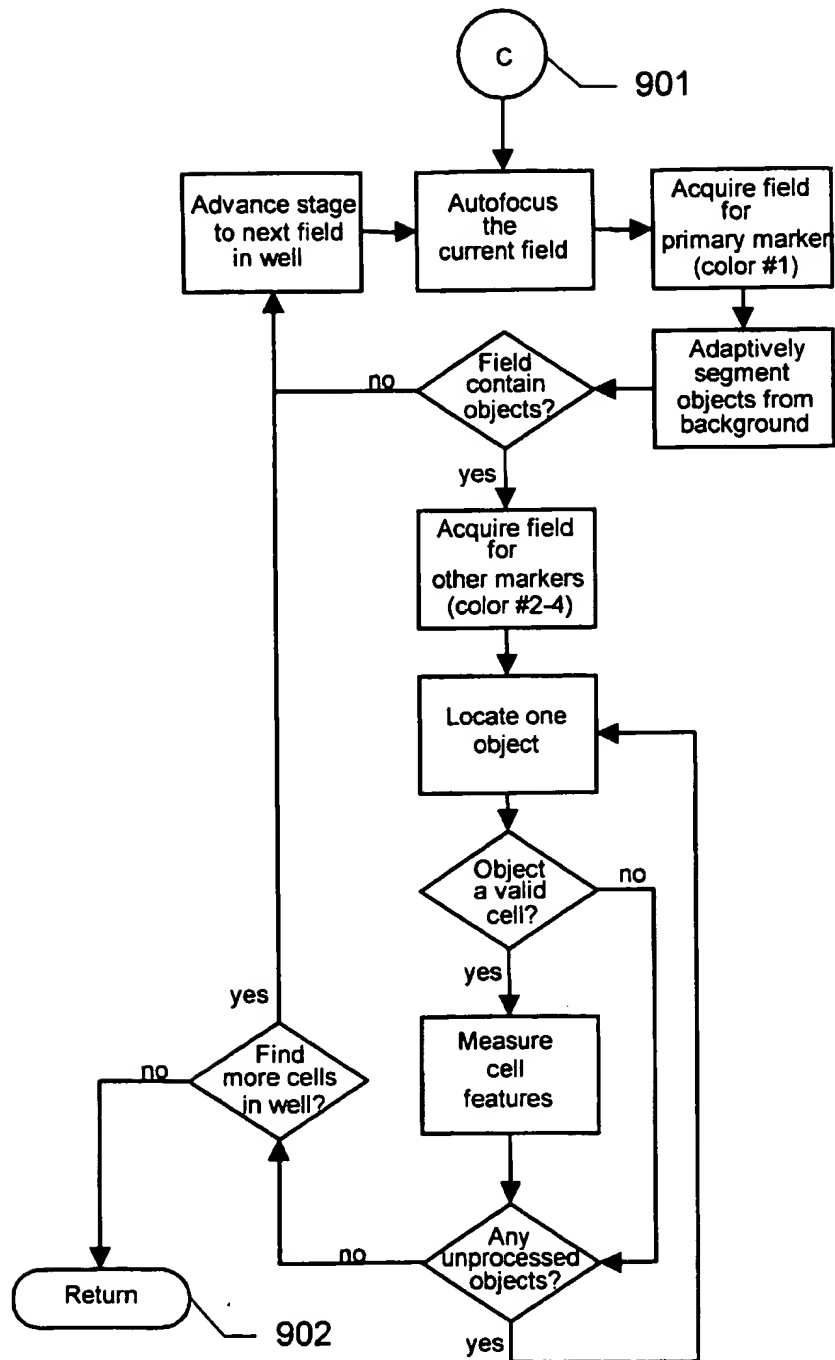 C
901
Advance stage
to next field
in well
Autofocus
the
current field
Acquire field
for
primary marker
(color #1)
Adaptively
segment
objects from
background
Field
contain
objects?
no
yes
Acquire field
for
other markers
(color #2-4)
Locate one
object
Object
a valid
cell?
no
yes
Measure
cell
features
Any
unprocessed
objects?
no
yes
Find
more cells
in well?
yes
no
Return
902